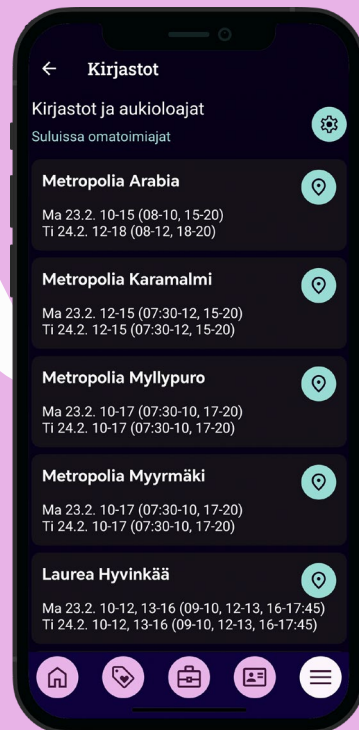 Kirjastot
Kirjastot ja aukioloajat
Suluissa omatoimiajat
Metropolia Arabia
Ma 23.2. 10-15 (08-10, 15-20)
Ti 24.2. 12-18 (08-12, 18-20)
Metropolia Karamalmi
Ma 23.2. 12-15 (07:30-12, 15-20)
Ti 24.2. 12-15 (07:30-12, 15-20)
Metropolia Myllypuro
Ma 23.2. 10-17 (07:30-10, 17-20)
Ti 24.2. 10-17 (07:30-10, 17-20)
Metropolia Myyrmäki
Ma 23.2. 10-17 (07:30-10, 17-20)
Ti 24.2. 10-17 (07:30-10, 17-20)
Laurea Hyvinkää
Ma 23.2. 10-12, 13-16 (09-10, 12-13, 16-17:45)
Ti 24.2. 10-12, 13-16 (09-10, 12-13, 16-17:45)